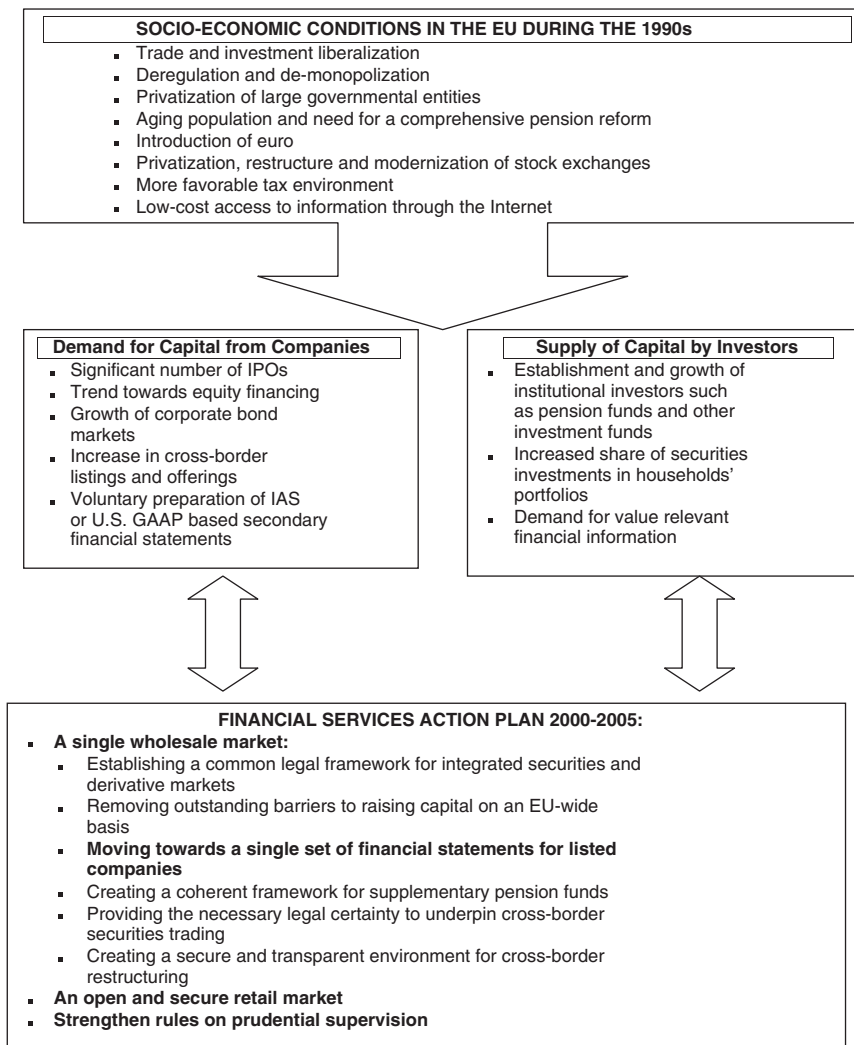 SOCIO-ECONOMIC CONDITIONS IN THE EU DURING THE 1990s
▪ Trade and investment liberalization
▪ Deregulation and de-monopolization
▪ Privatization of large governmental entities
▪ Aging population and need for a comprehensive pension reform
▪ Introduction of euro
▪ Privatization, restructure and modernization of stock exchanges
▪ More favorable tax environment
▪ Low-cost access to information through the Internet
Demand for Capital from Companies
▪ Significant number of IPOs
▪ Trend towards equity financing
▪ Growth of corporate bond
markets
▪ Increase in cross-border
listings and offerings
▪ Voluntary preparation of IAS
or U.S. GAAP based secondary
financial statements
Supply of Capital by Investors
▪ Establishment and growth of
institutional investors such
as pension funds and other
investment funds
▪ Increased share of securities
investments in households’
portfolios
▪ Demand for value relevant
financial information
FINANCIAL SERVICES ACTION PLAN 2000-2005:
▪ A single wholesale market:
▪ Establishing a common legal framework for integrated securities and
derivative markets
▪ Removing outstanding barriers to raising capital on an EU-wide
basis
▪ Moving towards a single set of financial statements for listed
companies
▪ Creating a coherent framework for supplementary pension funds
▪ Providing the necessary legal certainty to underpin cross-border
securities trading
▪ Creating a secure and transparent environment for cross-border
restructuring
▪ An open and secure retail market
▪ Strengthen rules on prudential supervision